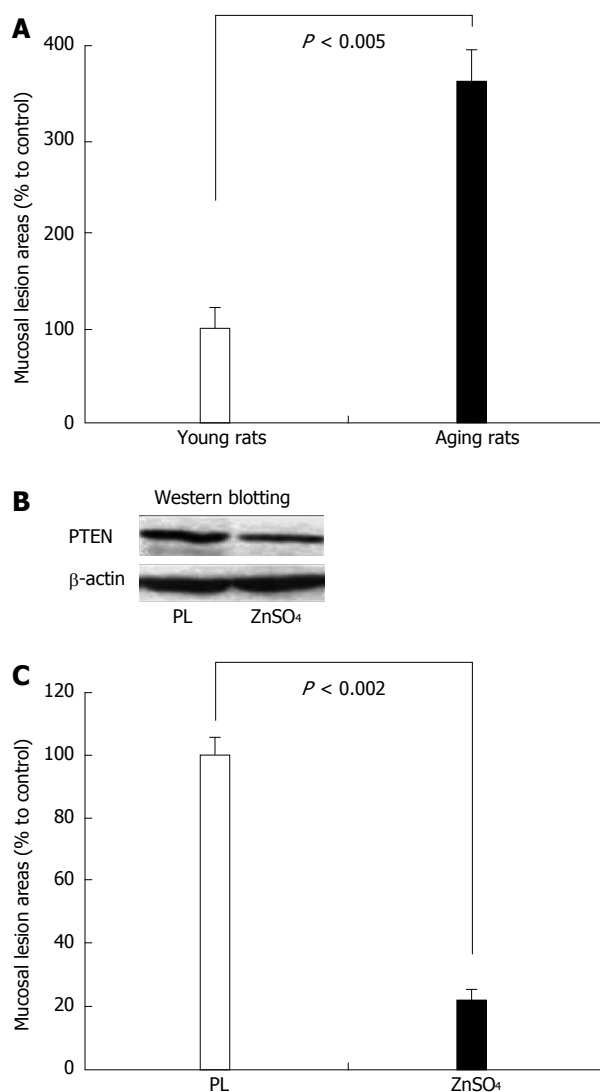 A
Mucosal lesion areas (% to control)
400
300
200
100
0
P < 0.005
Young rats
Aging rats
B
Western blotting
PTEN
β-actin
PL
ZnSO₄
C
Mucosal lesion areas (% to control)
120
100
80
60
40
20
0
P < 0.002
PL
ZnSO₄